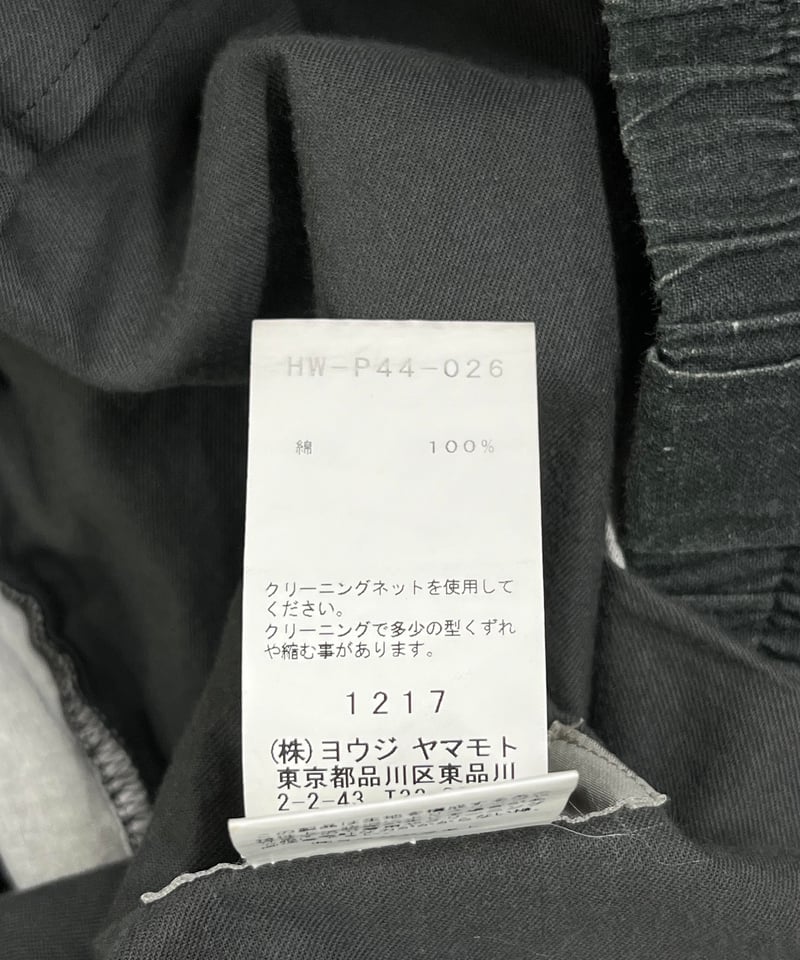 HW-P44-026
綿 100%
クリーニングネットを使用して
ください。
クリーニングで多少の型くずれ
や縮む事があります。
1217
(株)ヨウジ ヤマモト
東京都品川区東品川
2-2-43